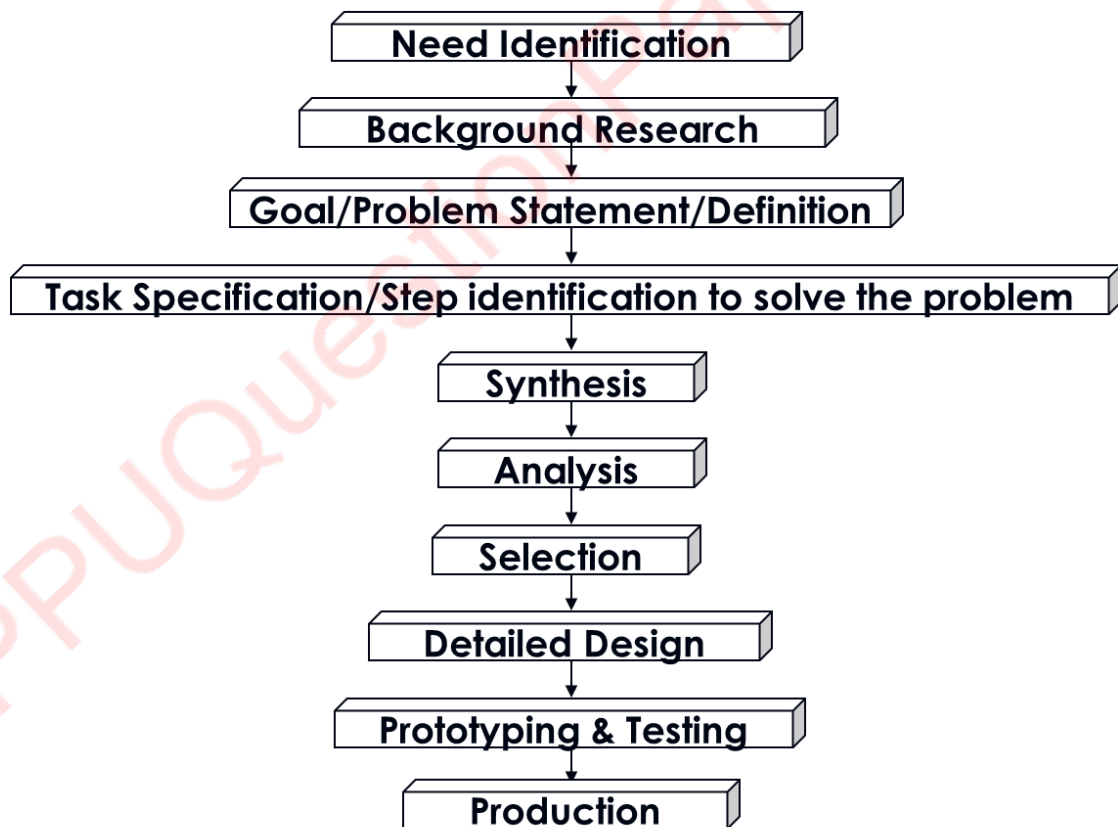 Need Identification
Background Research
Goal/Problem Statement/Definition
Task Specification/Step identification to solve the problem
Synthesis
Analysis
Selection
Detailed Design
Prototyping & Testing
Production
PPUQuestionPap